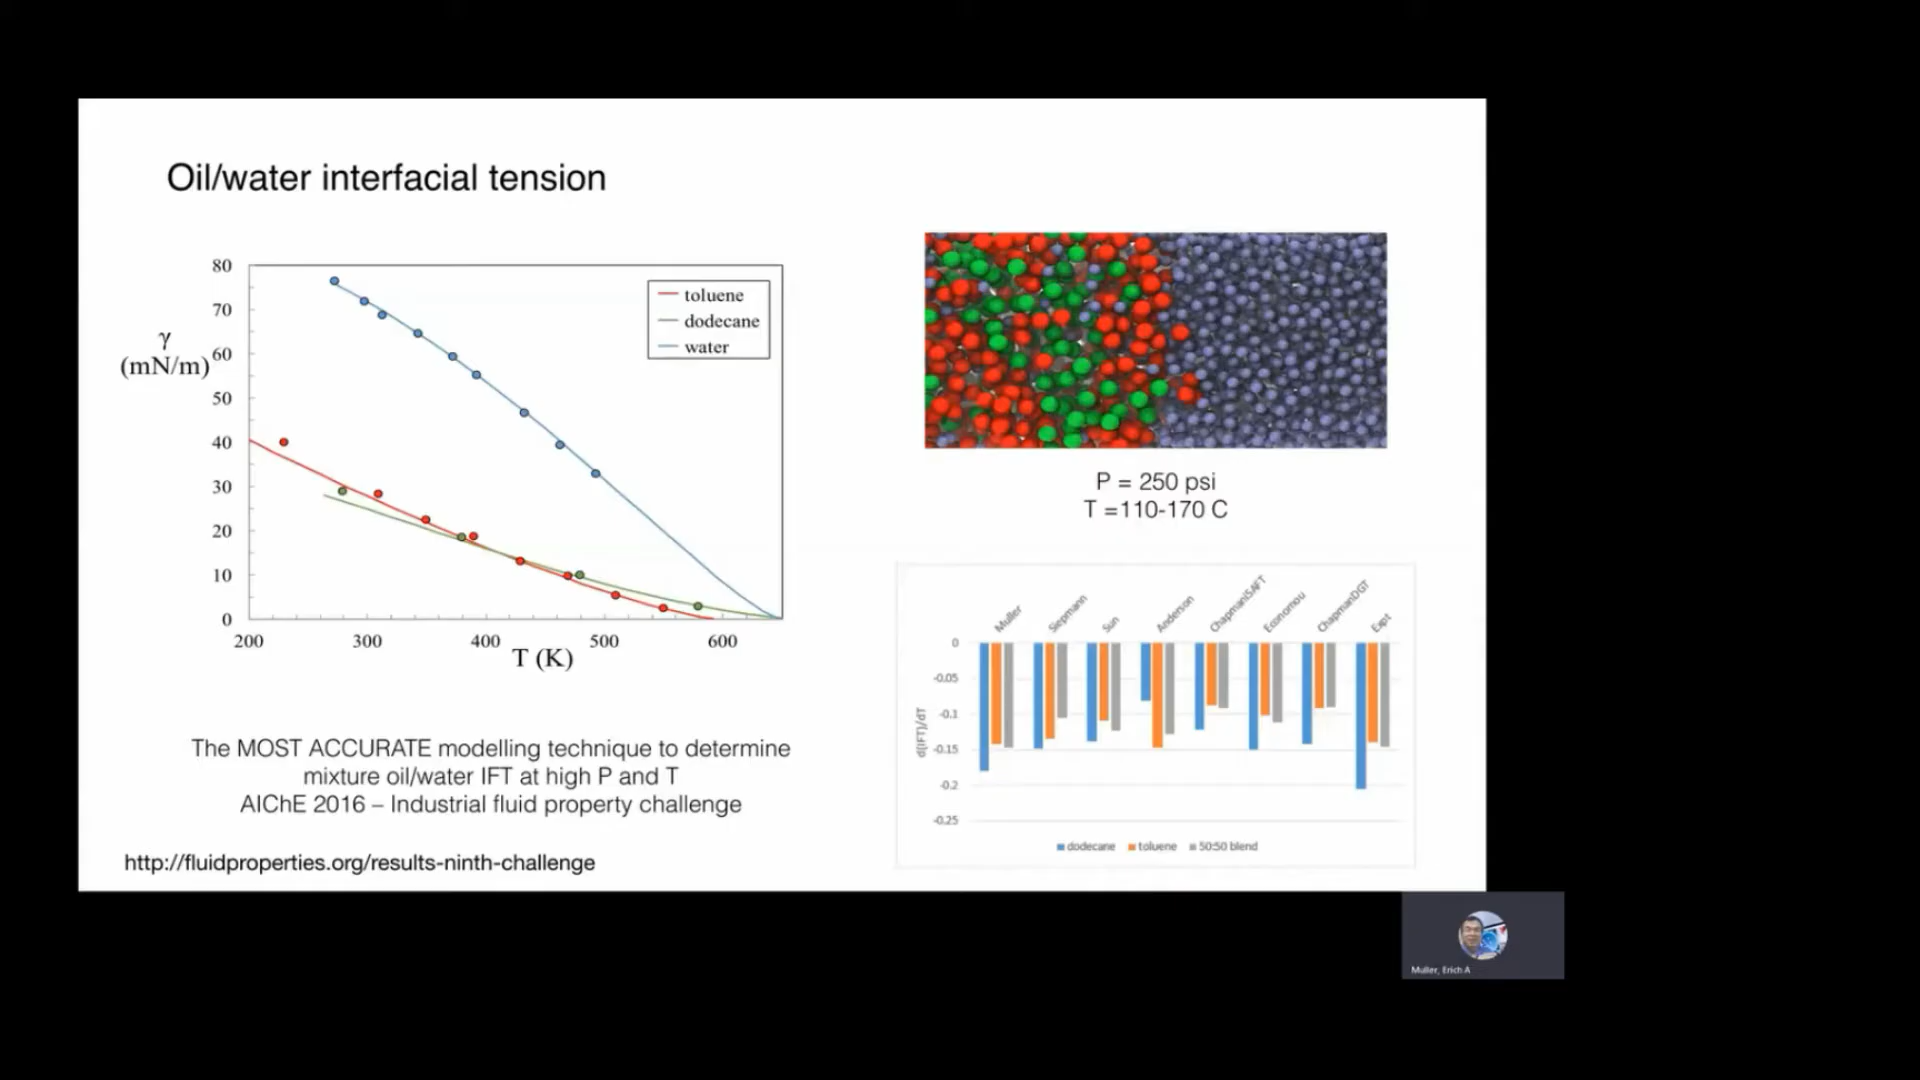 Oil/water interfacial tension
80
70
60
50
40
30
20
10
0
γ
(mN/m)
200
300
400
500
600
T (K)
toluene
dodecane
water
P = 250 psi
T =110-170 C
Muller
Siepmann
Sun
Anderson
ChapmaniSAFT
Economou
ChapmanDGT
Expt
0
-0.05
-0.1
-0.15
-0.2
-0.25
d(IFT)/dT
dodecane toluene 50:50 blend
The MOST ACCURATE modelling technique to determine
mixture oil/water IFT at high P and T
AIChE 2016 – Industrial fluid property challenge
http://fluidproperties.org/results-ninth-challenge
Muller, Erich A